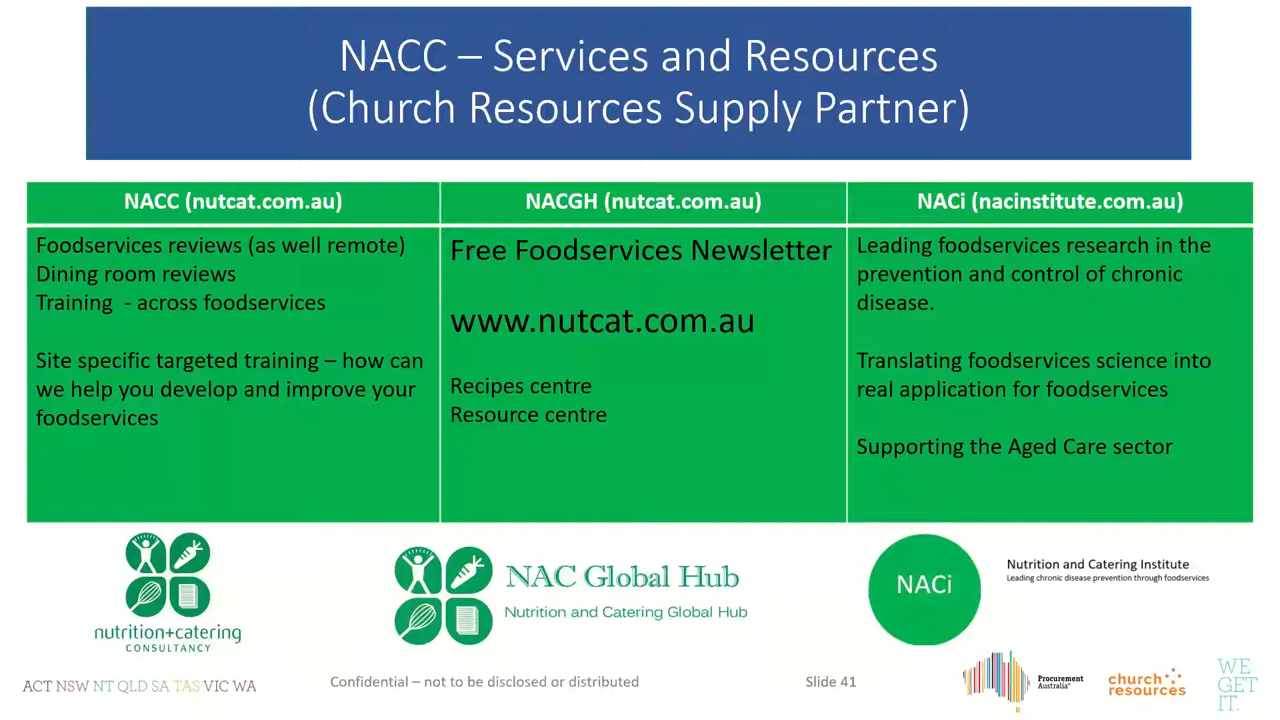 NACC – Services and Resources
(Church Resources Supply Partner)
NACC (nutcat.com.au)
Foodservices reviews (as well remote)
Dining room reviews
Training  - across foodservices
Site specific targeted training – how can
we help you develop and improve your
foodservices
NACGH (nutcat.com.au)
Free Foodservices Newsletter
www.nutcat.com.au
Recipes centre
Resource centre
NACi (nacinstitute.com.au)
Leading foodservices research in the
prevention and control of chronic
disease.
Translating foodservices science into
real application for foodservices
Supporting the Aged Care sector
nutrition+catering
CONSULTANCY
NAC Global Hub
Nutrition and Catering Global Hub
NACi
Nutrition and Catering Institute
Leading chronic disease prevention through foodservices
ACT NSW NT QLD SA TAS VIC WA
Confidential – not to be disclosed or distributed
Slide 41
Procurement
Australia
church
resources
WE
GET
IT.